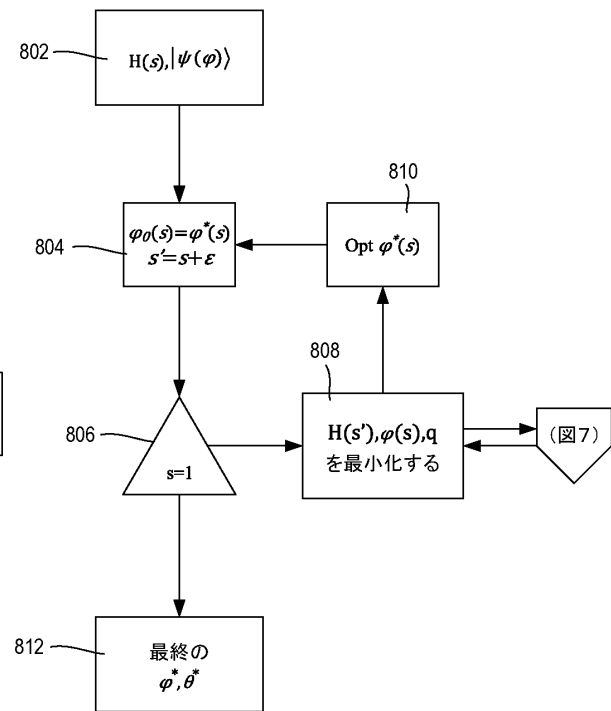 802
H(s),|ψ(φ)⟩
810
804
φ₀(s)=φ*(s)
s'=s+ε
Opt φ*(s)
808
806
s=1
H(s'),φ(s),q
を最小化する
(図7)
812
最終の
φ*,θ*